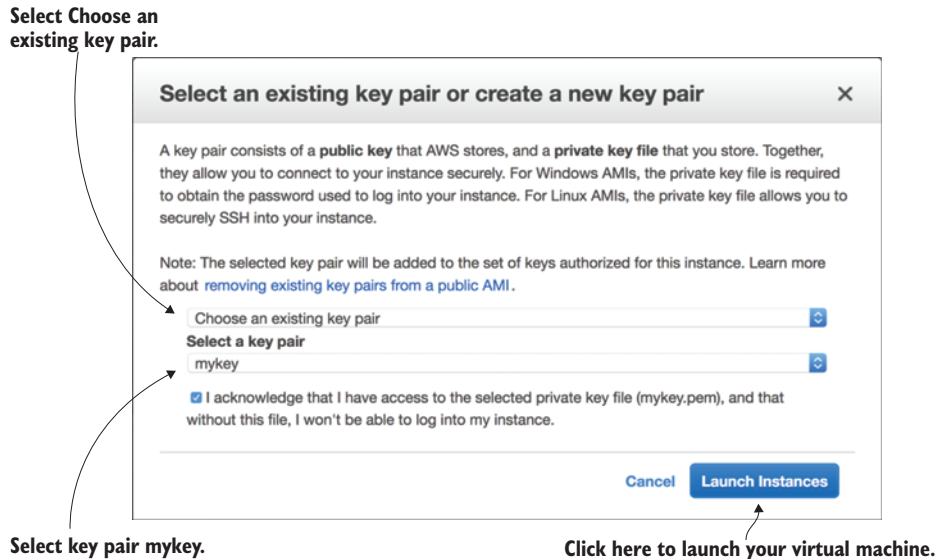 Select Choose an
existing key pair.
Select an existing key pair or create a new key pair
A key pair consists of a public key that AWS stores, and a private key file that you store. Together,
they allow you to connect to your instance securely. For Windows AMIs, the private key file is required
to obtain the password used to log into your instance. For Linux AMIs, the private key file allows you to
securely SSH into your instance.
Note: The selected key pair will be added to the set of keys authorized for this instance. Learn more
about removing existing key pairs from a public AMI.
Choose an existing key pair
Select a key pair
mykey
I acknowledge that I have access to the selected private key file (mykey.pem), and that
without this file, I won't be able to log into my instance.
Cancel Launch Instances
Select key pair mykey.
Click here to launch your virtual machine.